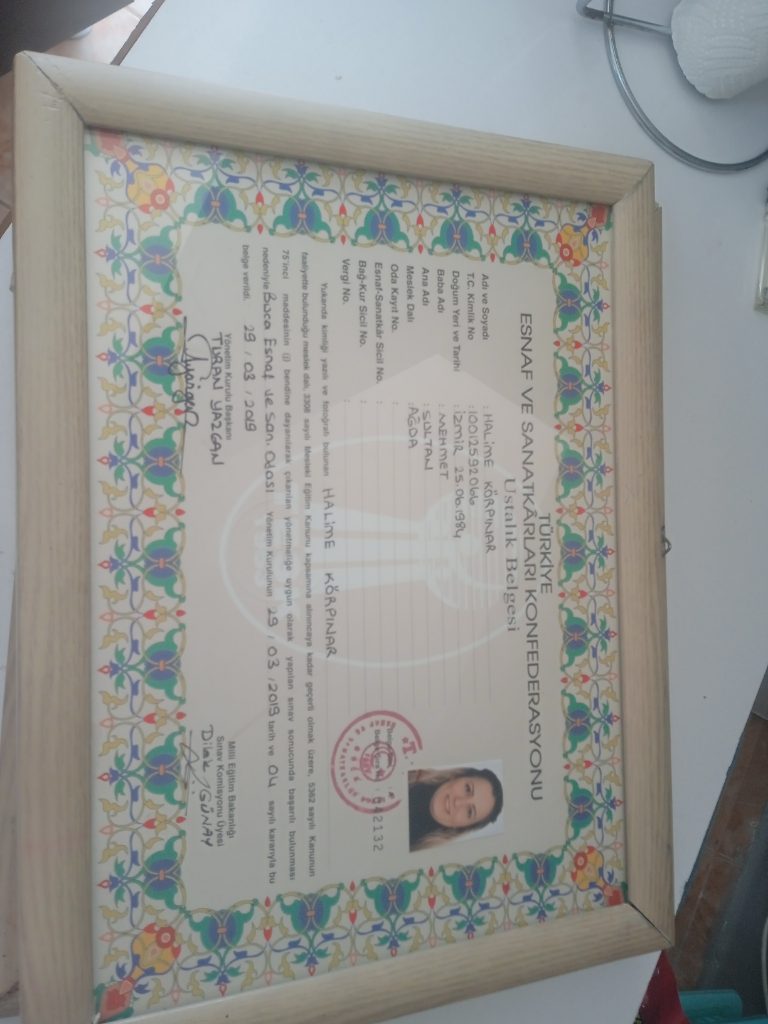 TÜRKİYE
ESNAF VE SANATKÂRLARI KONFEDERASYONU
Ustalık Belgesi
Adı ve Soyadı : HALİME KÖRPINAR
T.C. Kimlik No : 10012592066
Doğum Yeri ve Tarihi : İZMİR 25.06.1984
Baba Adı : MEHMET
Ana Adı : SULTAN
Meslek Dalı : AĞDA
Oda Kayıt No. :
Esnaf-Sanatkâr Sicil No. :
Bağ-Kur Sicil No. :
Vergi No. :
Yukarıda kimliği yazılı ve fotoğrafı bulunan HALİME KÖRPINAR
faaliyette bulunduğu meslek dalı, 3308 sayılı Mesleki Eğitim Kanunu kapsamına alınıncaya kadar geçerli olmak üzere, 5362 sayılı Kanunun
75'inci maddesinin (j) bendine dayanılarak çıkarılan yönetmeliğe uygun olarak yapılan sınav sonucunda başarılı bulunması
nedeniyle Buca Esnaf ve San. Odası Yönetim Kurulunun 29 / 03 / 2019 tarih ve 04 sayılı kararıyla bu
belge verildi. 29 / 03 / 2019
Yönetim Kurulu Başkanı
TURAN YAZGAN
Milli Eğitim Bakanlığı
Sınav Komisyonu Üyesi
Dilek GÜNAY